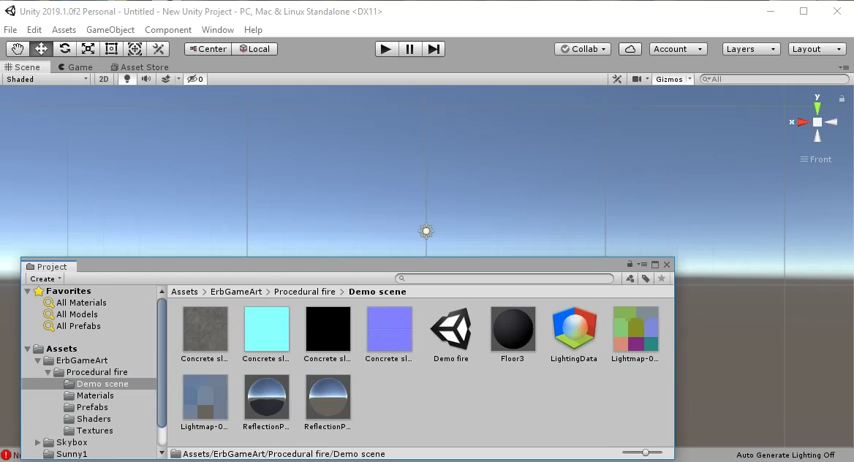 Unity 2019.1.0f2 Personal - Untitled - New Unity Project - PC, Mac & Linux Standalone <DX11>
File Edit Assets GameObject Component Window Help
Center Local Collab Account Layers Layout
Scene Game Asset Store
Shaded 2D 0 Gizmos All
y
x
Front
Project
Create
Favorites
All Materials
All Models
All Prefabs
Assets
ErbGameArt
Procedural fire
Demo scene
Materials
Prefabs
Shaders
Textures
Skybox
Sunny1
Assets > ErbGameArt > Procedural fire > Demo scene
Concrete sl... Concrete sl... Concrete sl... Concrete sl... Demo fire Floor3 LightingData Lightmap-0...
Lightmap-0... ReflectionP... ReflectionP...
Assets/ErbGameArt/Procedural fire/Demo scene
Auto Generate Lighting Off